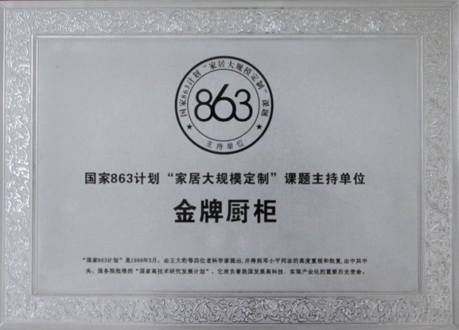 国家863计划“家居大规模定制”课题
863
主持单位
国家863计划“家居大规模定制”课题主持单位
金牌厨柜
“国家863计划”是1986年3月，由王大珩等四位老科学家提出，并得到邓小平同志的高度重视和批复，由中共中
央、国务院批准的“国家高技术研究发展计划”。它肩负着我国发展高科技、实现产业化的重要历史使命。